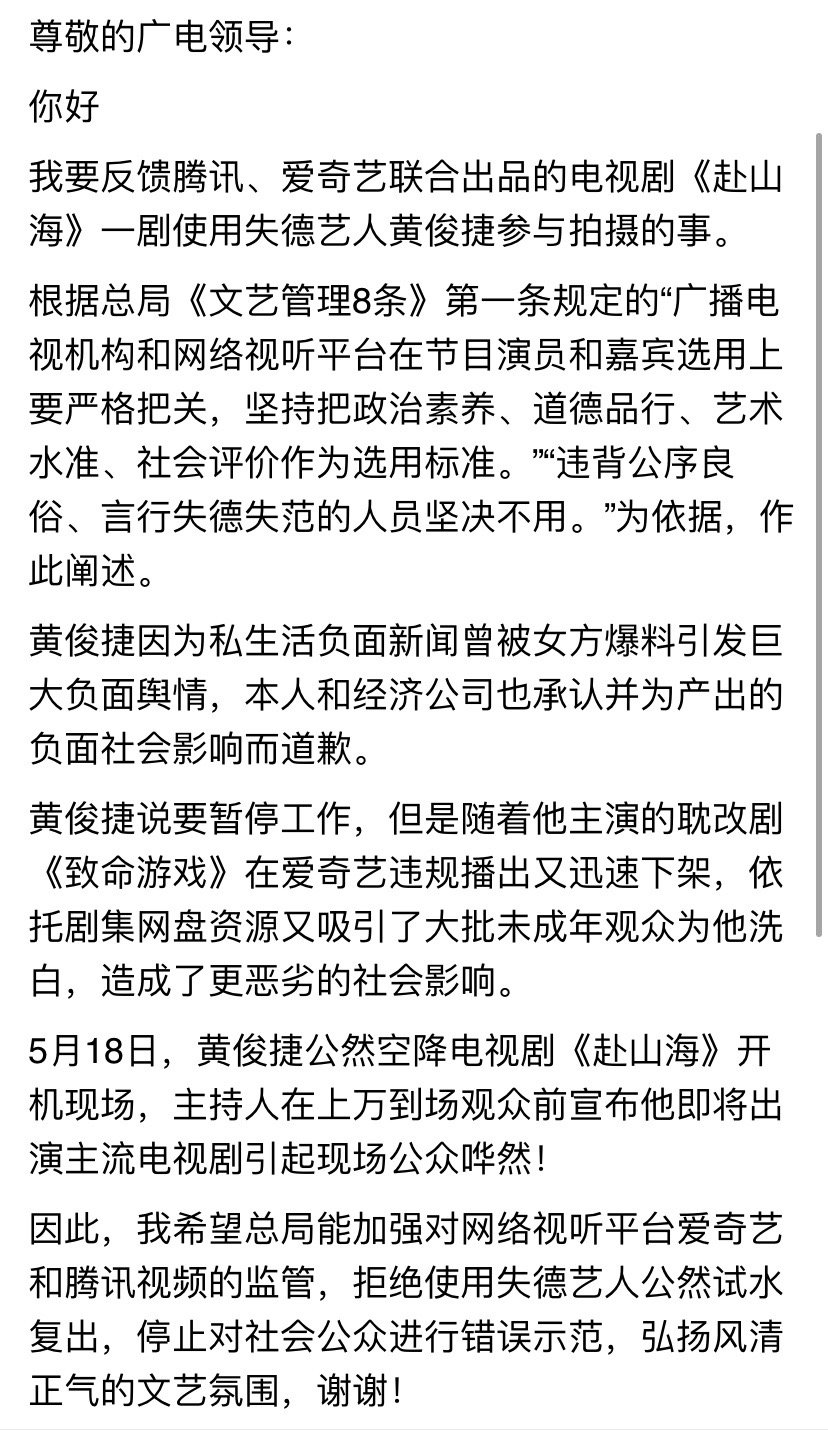 尊敬的广电领导：
你好
我要反馈腾讯、爱奇艺联合出品的电视剧《赴山
海》一剧使用失德艺人黄俊捷参与拍摄的事。
根据总局《文艺管理8条》第一条规定的“广播电
视机构和网络视听平台在节目演员和嘉宾选用上
要严格把关，坚持把政治素养、道德品行、艺术
水准、社会评价作为选用标准。”“违背公序良
俗、言行失德失范的人员坚决不用。”为依据，作
此阐述。
黄俊捷因为私生活负面新闻曾被女方爆料引发巨
大负面舆情，本人和经济公司也承认并为产出的
负面社会影响而道歉。
黄俊捷说要暂停工作，但是随着他主演的耽改剧
《致命游戏》在爱奇艺违规播出又迅速下架，依
托剧集网盘资源又吸引了大批未成年观众为他洗
白，造成了更恶劣的社会影响。
5月18日，黄俊捷公然空降电视剧《赴山海》开
机现场，主持人在上万到场观众前宣布他即将出
演主流电视剧引起现场公众哗然！
因此，我希望总局能加强对网络视听平台爱奇艺
和腾讯视频的监管，拒绝使用失德艺人公然试水
复出，停止对社会公众进行错误示范，弘扬风清
正气的文艺氛围，谢谢！